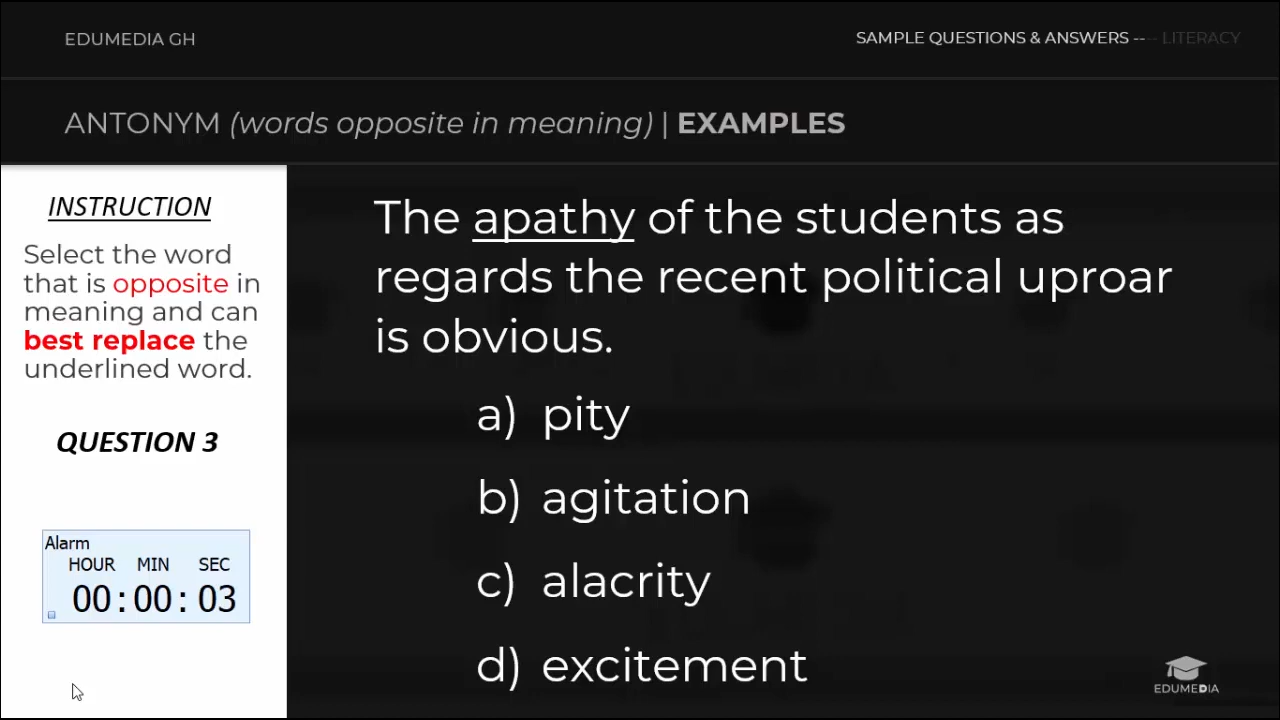 EDUMEDIA GH
SAMPLE QUESTIONS & ANSWERS ---- LITERACY
ANTONYM (words opposite in meaning) | EXAMPLES
INSTRUCTION
Select the word
that is opposite in
meaning and can
best replace the
underlined word.
QUESTION 3
Alarm
HOUR MIN SEC
00:00:03
The apathy of the students as
regards the recent political uproar
is obvious.
a) pity
b) agitation
c) alacrity
d) excitement
EDUMEDIA